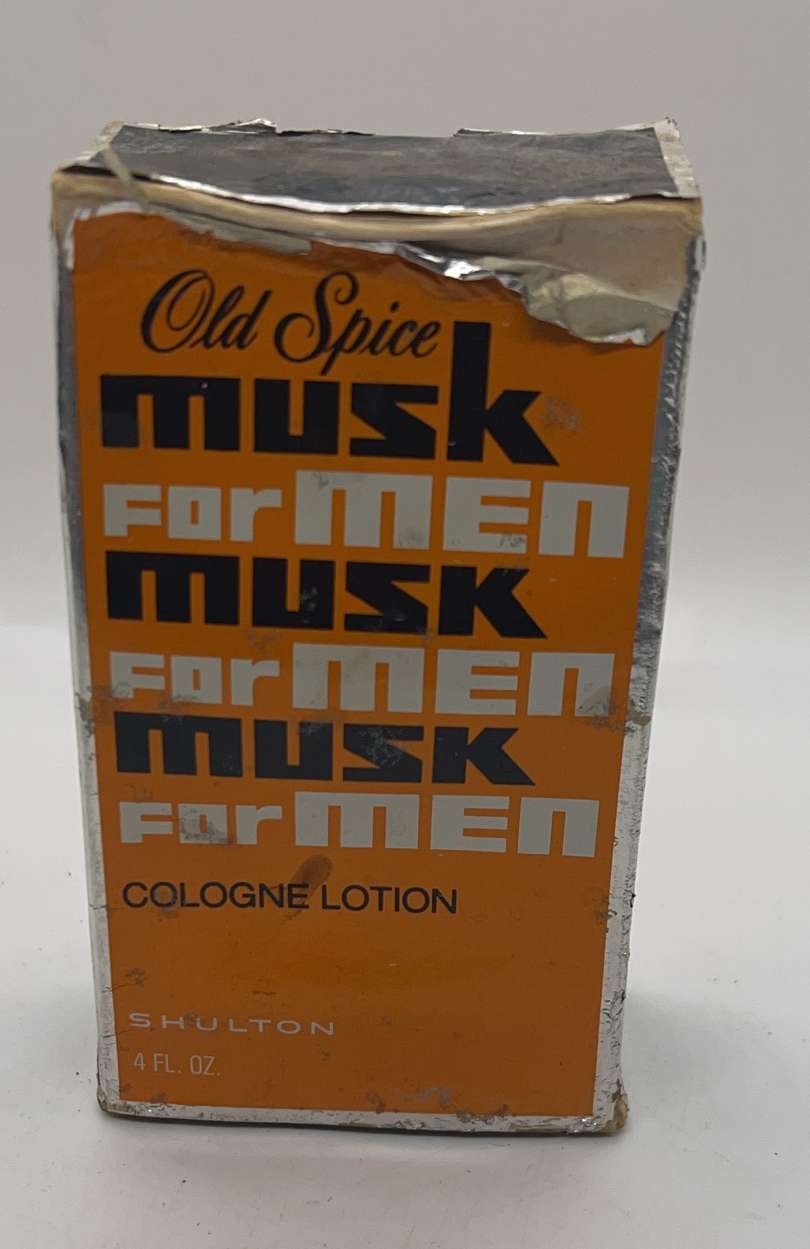 Old Spice
musk
for MEN
musk
for MEN
musk
for MEN
COLOGNE LOTION
SHULTON
4 FL. OZ.